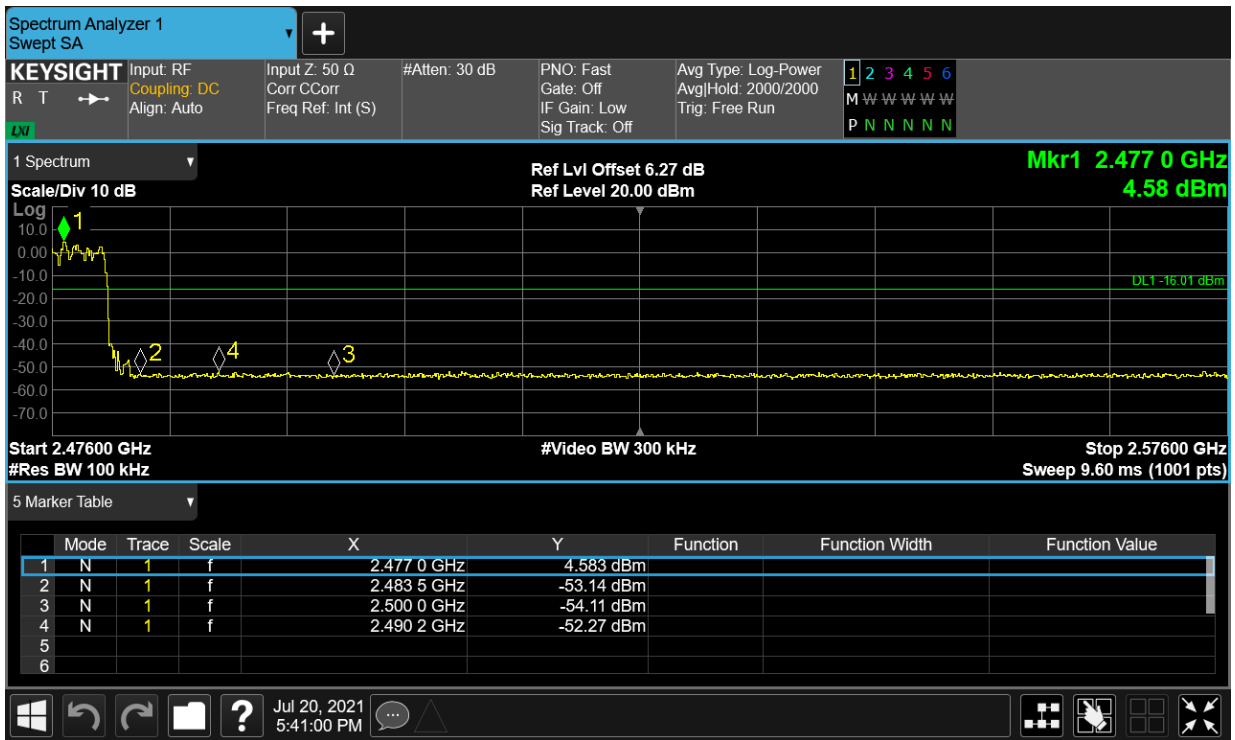 Spectrum Analyzer 1
Swept SA
KEYSIGHT
R T
LXI
Input: RF
Coupling: DC
Align: Auto
Input Z: 50 Ω
Corr CCorr
Freq Ref: Int (S)
#Atten: 30 dB
PNO: Fast
Gate: Off
IF Gain: Low
Sig Track: Off
Avg Type: Log-Power
Avg|Hold: 2000/2000
Trig: Free Run
1 2 3 4 5 6
M W W W W W
P N N N N N
1 Spectrum
Scale/Div 10 dB
Ref Lvl Offset 6.27 dB
Ref Level 20.00 dBm
Mkr1 2.477 0 GHz
4.58 dBm
Log
10.0
0.00
-10.0
-20.0
-30.0
-40.0
-50.0
-60.0
-70.0
1
2
4
3
DL1 -16.01 dBm
Start 2.47600 GHz
#Res BW 100 kHz
#Video BW 300 kHz
Stop 2.57600 GHz
Sweep 9.60 ms (1001 pts)
5 Marker Table
Mode Trace Scale X Y Function Function Width Function Value
1 N 1 f 2.477 0 GHz 4.583 dBm
2 N 1 f 2.483 5 GHz -53.14 dBm
3 N 1 f 2.500 0 GHz -54.11 dBm
4 N 1 f 2.490 2 GHz -52.27 dBm
5
6
?
Jul 20, 2021
5:41:00 PM